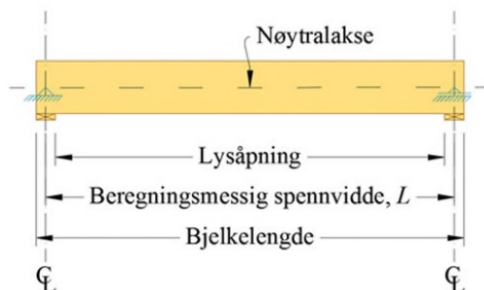 Nøytralakse
Lysåpning
Beregningsmessig spennvidde, L
Bjelkelengde
℄ ℄